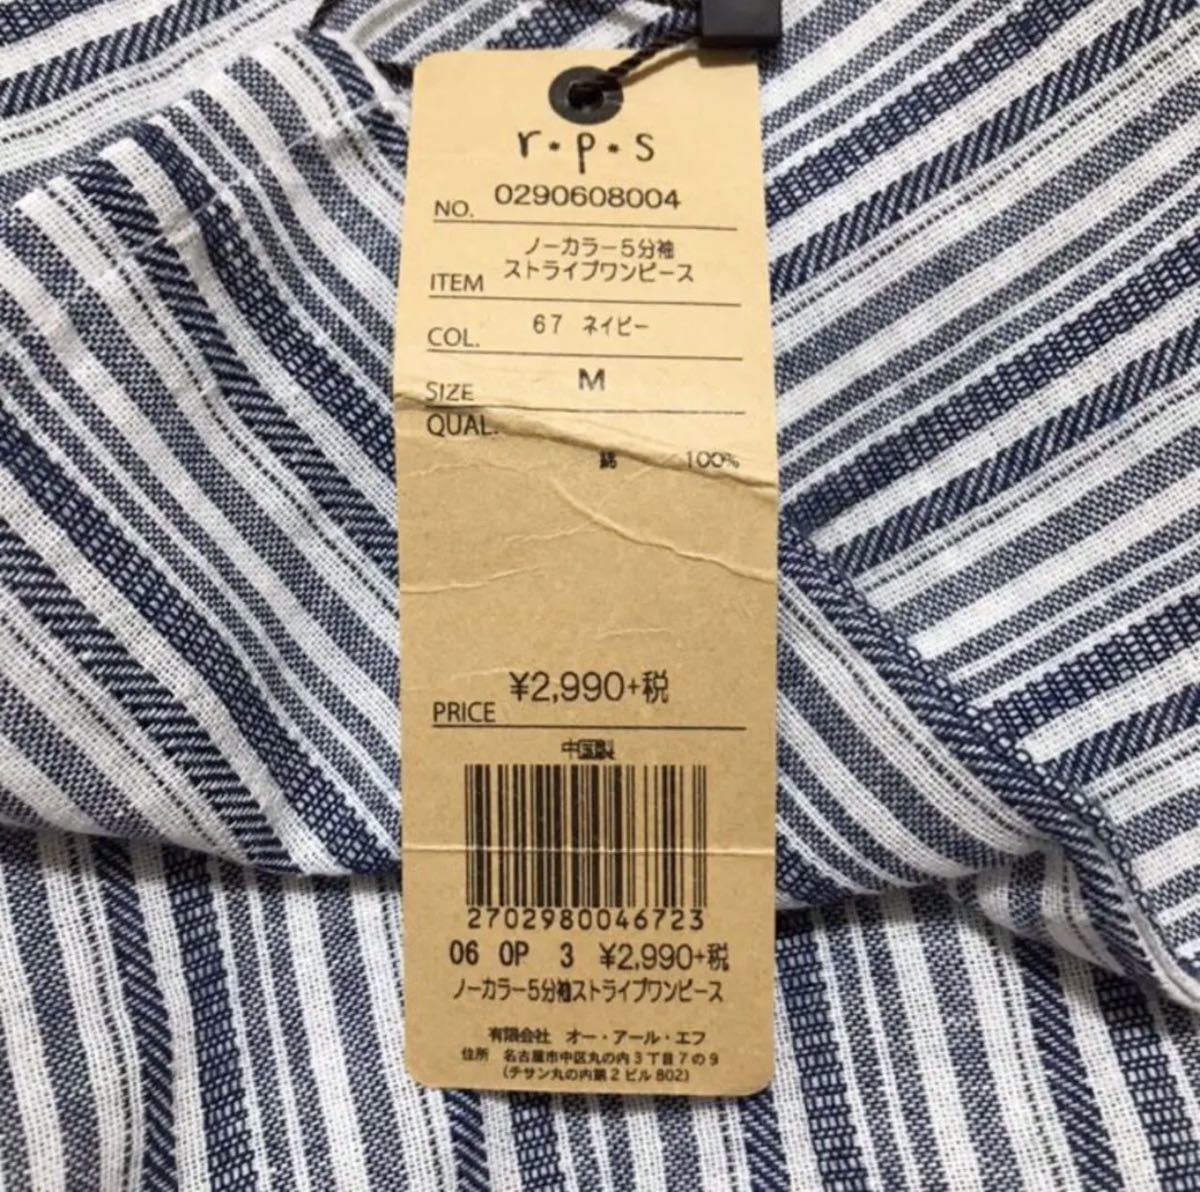 r・p・s
NO. 0290608004
ノーカラー5分袖
ITEM ストライプワンピース
COL. 67 ネイビー
SIZE M
QUAL.
綿 100%
PRICE ¥2,990+税
中国製
2702980046723
06 OP 3 ¥2,990+税
ノーカラー5分袖ストライプワンピース
有限会社 オー・アール・エフ
住所 名古屋市中区丸の内3丁目7の9
(チサン丸の内第2ビル802)